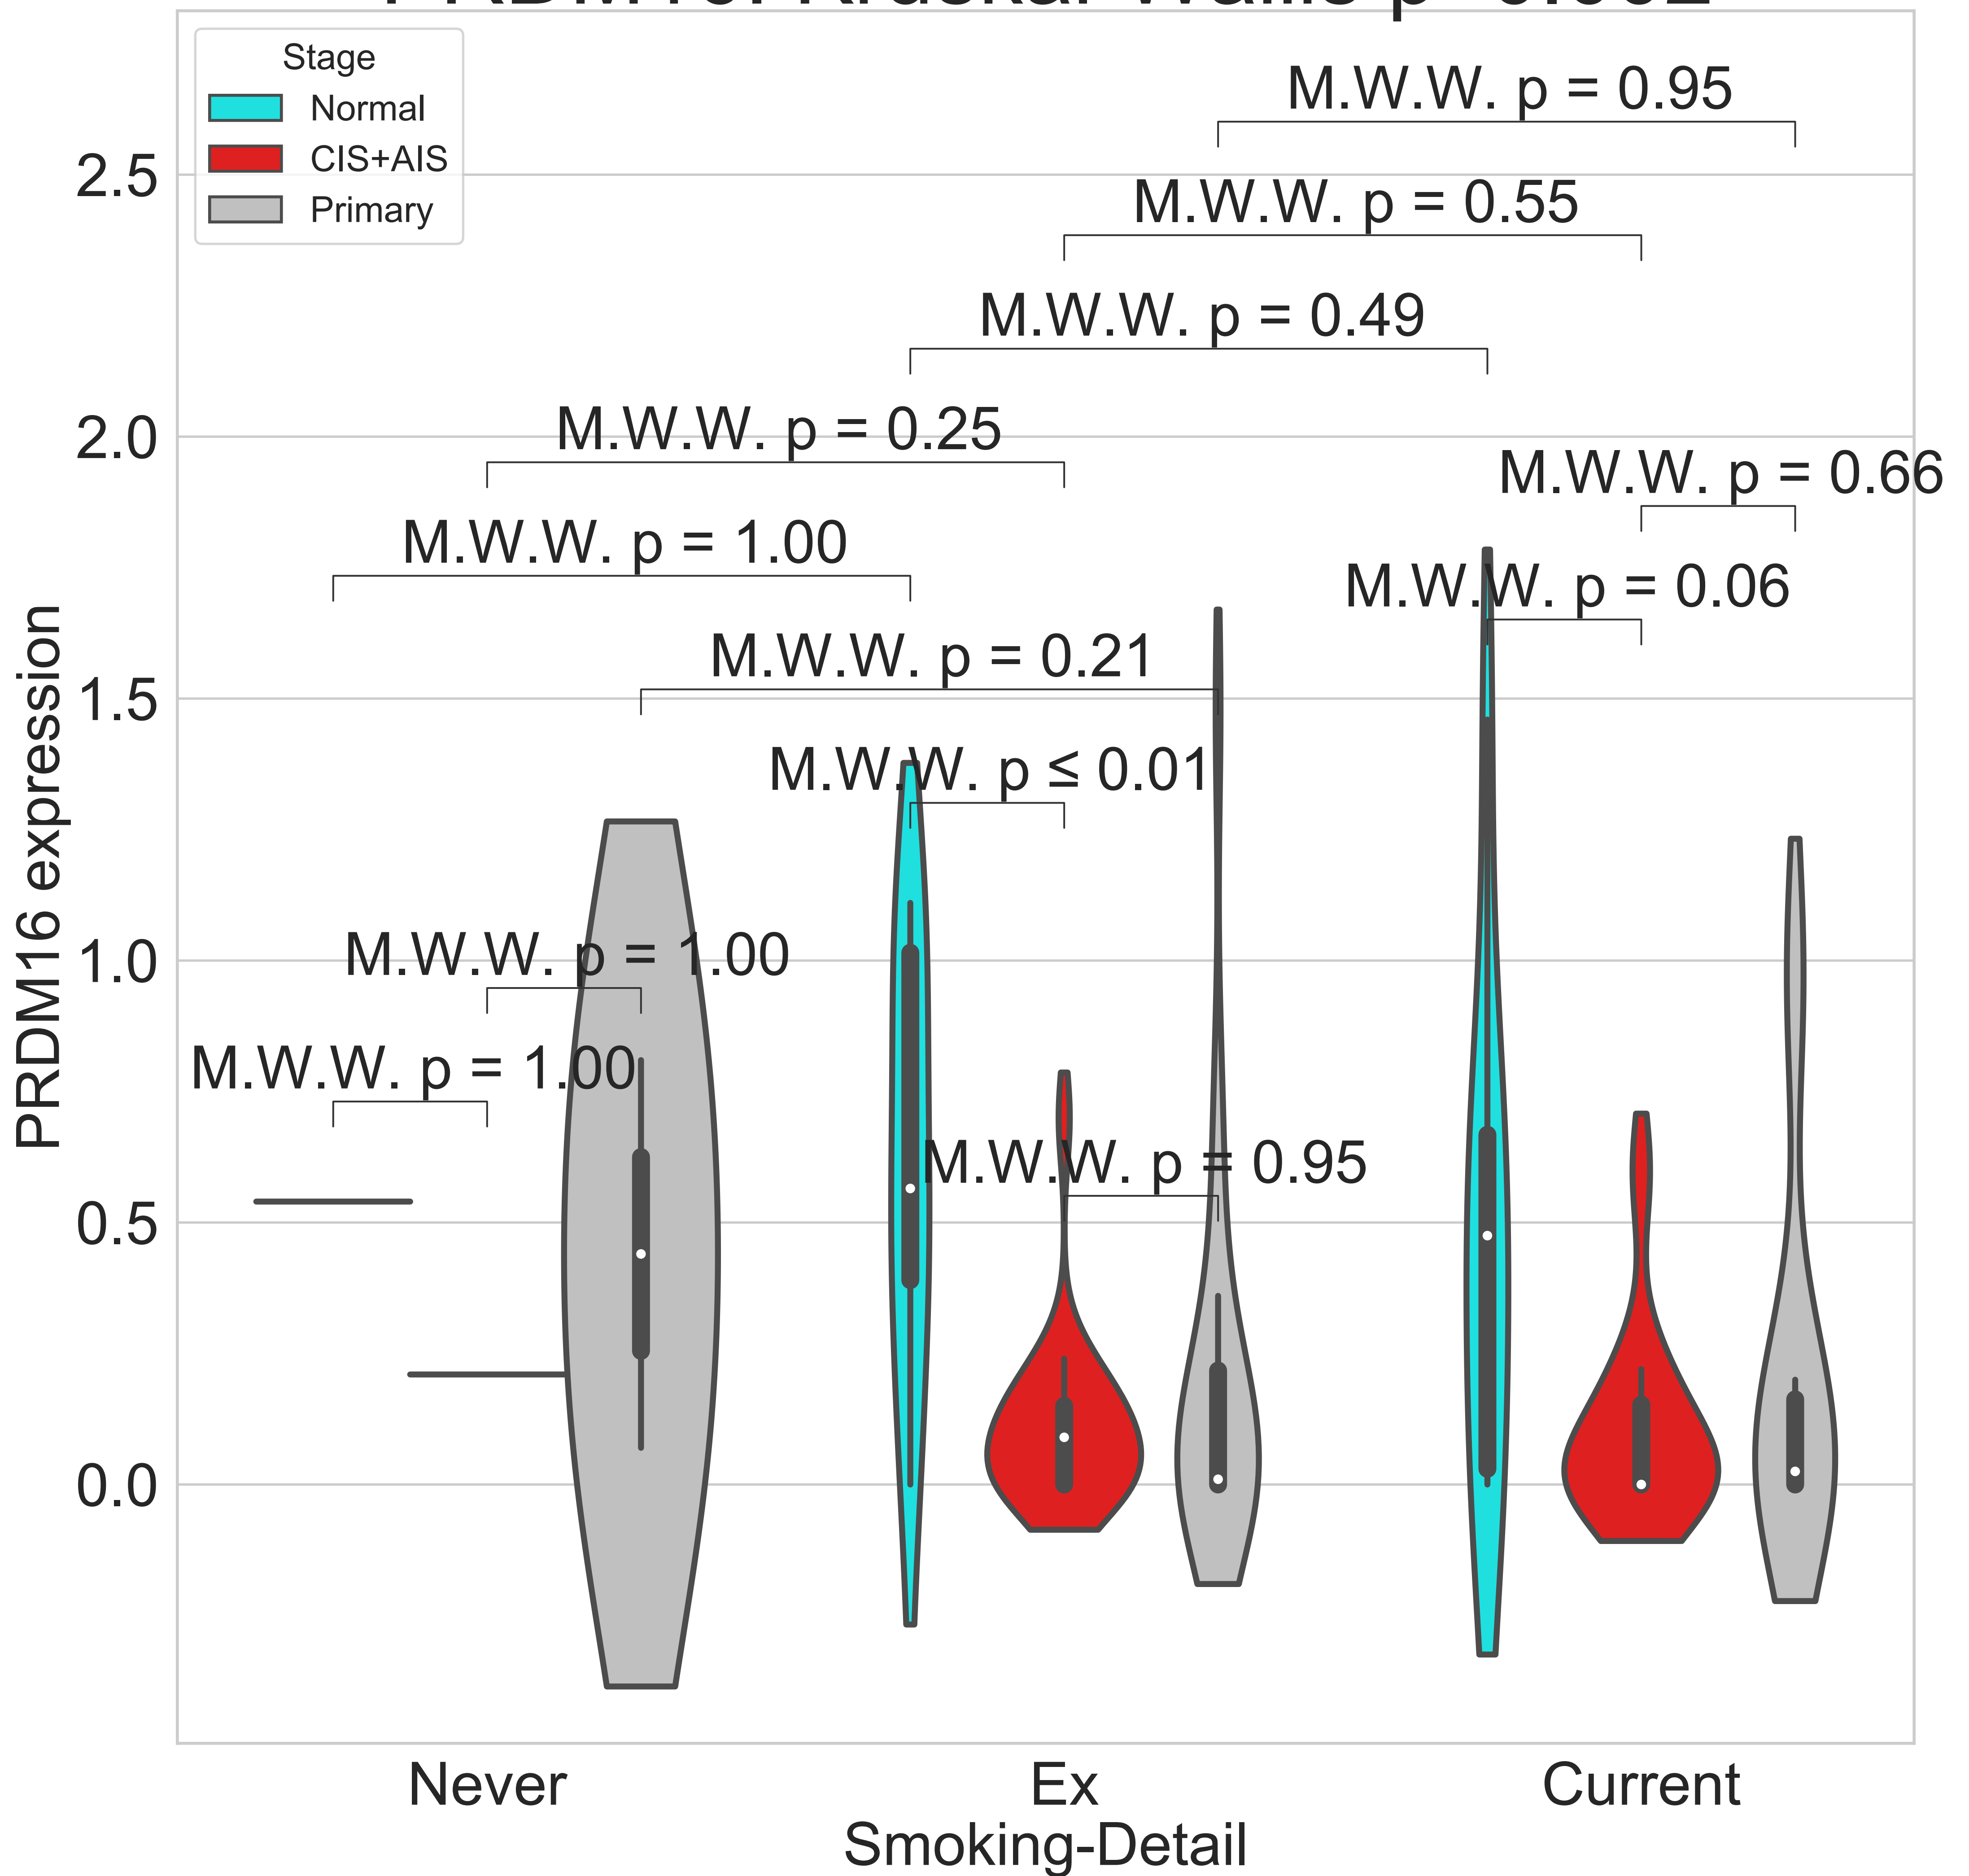 Stage
Normal
CIS+AIS
Primary
M.W.W. p = 0.95
2.5
M.W.W. p = 0.55
M.W.W. p = 0.49
M.W.W. p = 0.25
2.0
M.W.W. p = 0.66
M.W.W. p = 1.00
M.W.W. p = 0.06
M.W.W. p = 0.21
1.5
M.W.W. p ≤ 0.01
M.W.W. p = 1.00
1.0
M.W.W. p = 1.00
M.W.W. p = 0.95
0.5
0.0
PRDM16 expression
Never
Ex
Current
Smoking-Detail